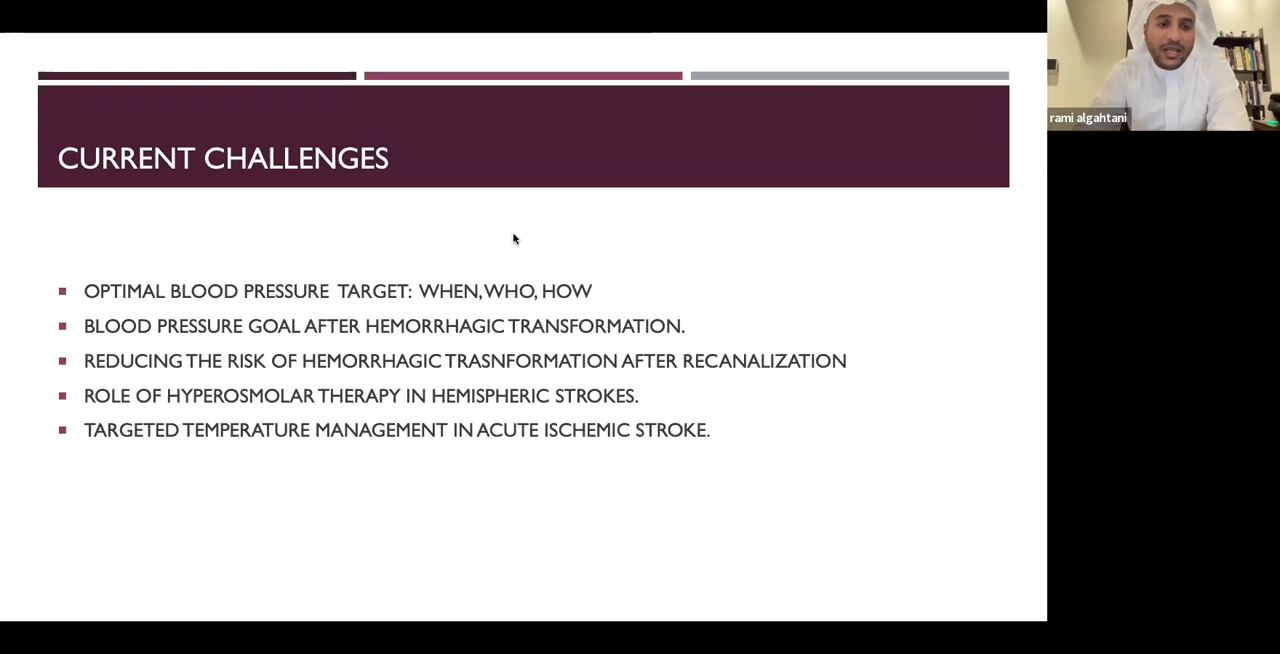 CURRENT CHALLENGES
OPTIMAL BLOOD PRESSURE TARGET: WHEN, WHO, HOW
BLOOD PRESSURE GOAL AFTER HEMORRHAGIC TRANSFORMATION.
REDUCING THE RISK OF HEMORRHAGIC TRASNFORMATION AFTER RECANALIZATION
ROLE OF HYPEROSMOLAR THERAPY IN HEMISPHERIC STROKES.
TARGETED TEMPERATURE MANAGEMENT IN ACUTE ISCHEMIC STROKE.
rami algahtani